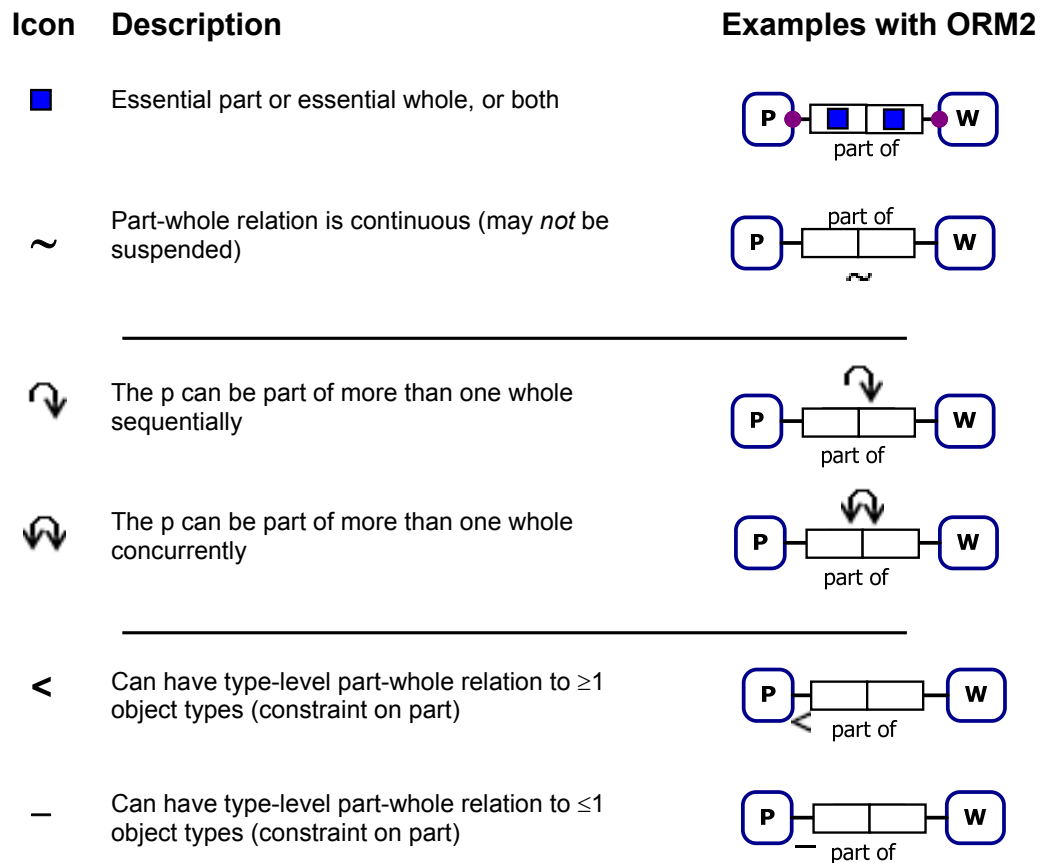 Icon Description Examples with ORM2
Essential part or essential whole, or both
P W
part of
~ Part-whole relation is continuous (may not be
suspended)
part of
P W
~
The p can be part of more than one whole
sequentially
P W
part of
The p can be part of more than one whole
concurrently
P W
part of
< Can have type-level part-whole relation to ≥1
object types (constraint on part)
P W
< part of
– Can have type-level part-whole relation to ≤1
object types (constraint on part)
P W
– part of